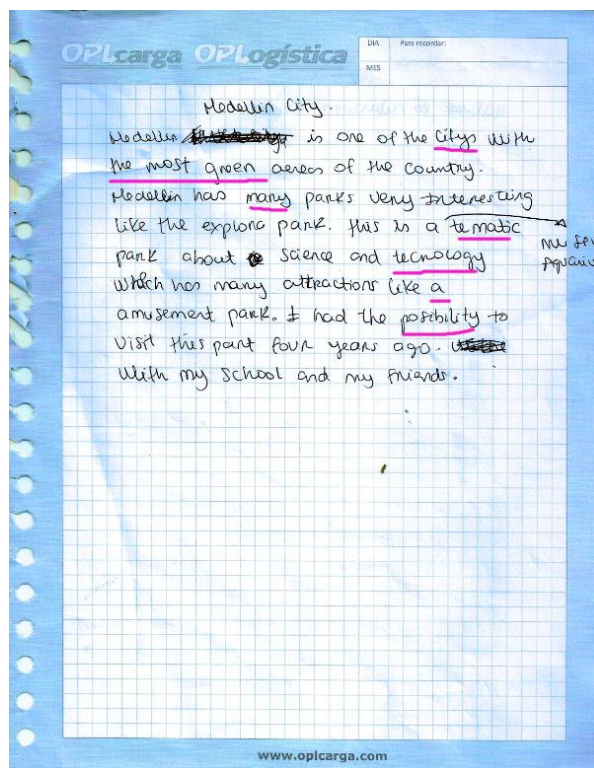 OPLcarga OPLogística
DIA Para recordar:
MES
Medellin City.
Medellin is one of the Citys With
the most green aereas of the country.
Medellin has many parks very Interesting
like the explora park. this is a tematic
park about Science and tecnology
Which has many attractions like a
amusement park. I had the posibility to
Visit this part four years ago.
With my School and my friends.
www.oplcarga.com